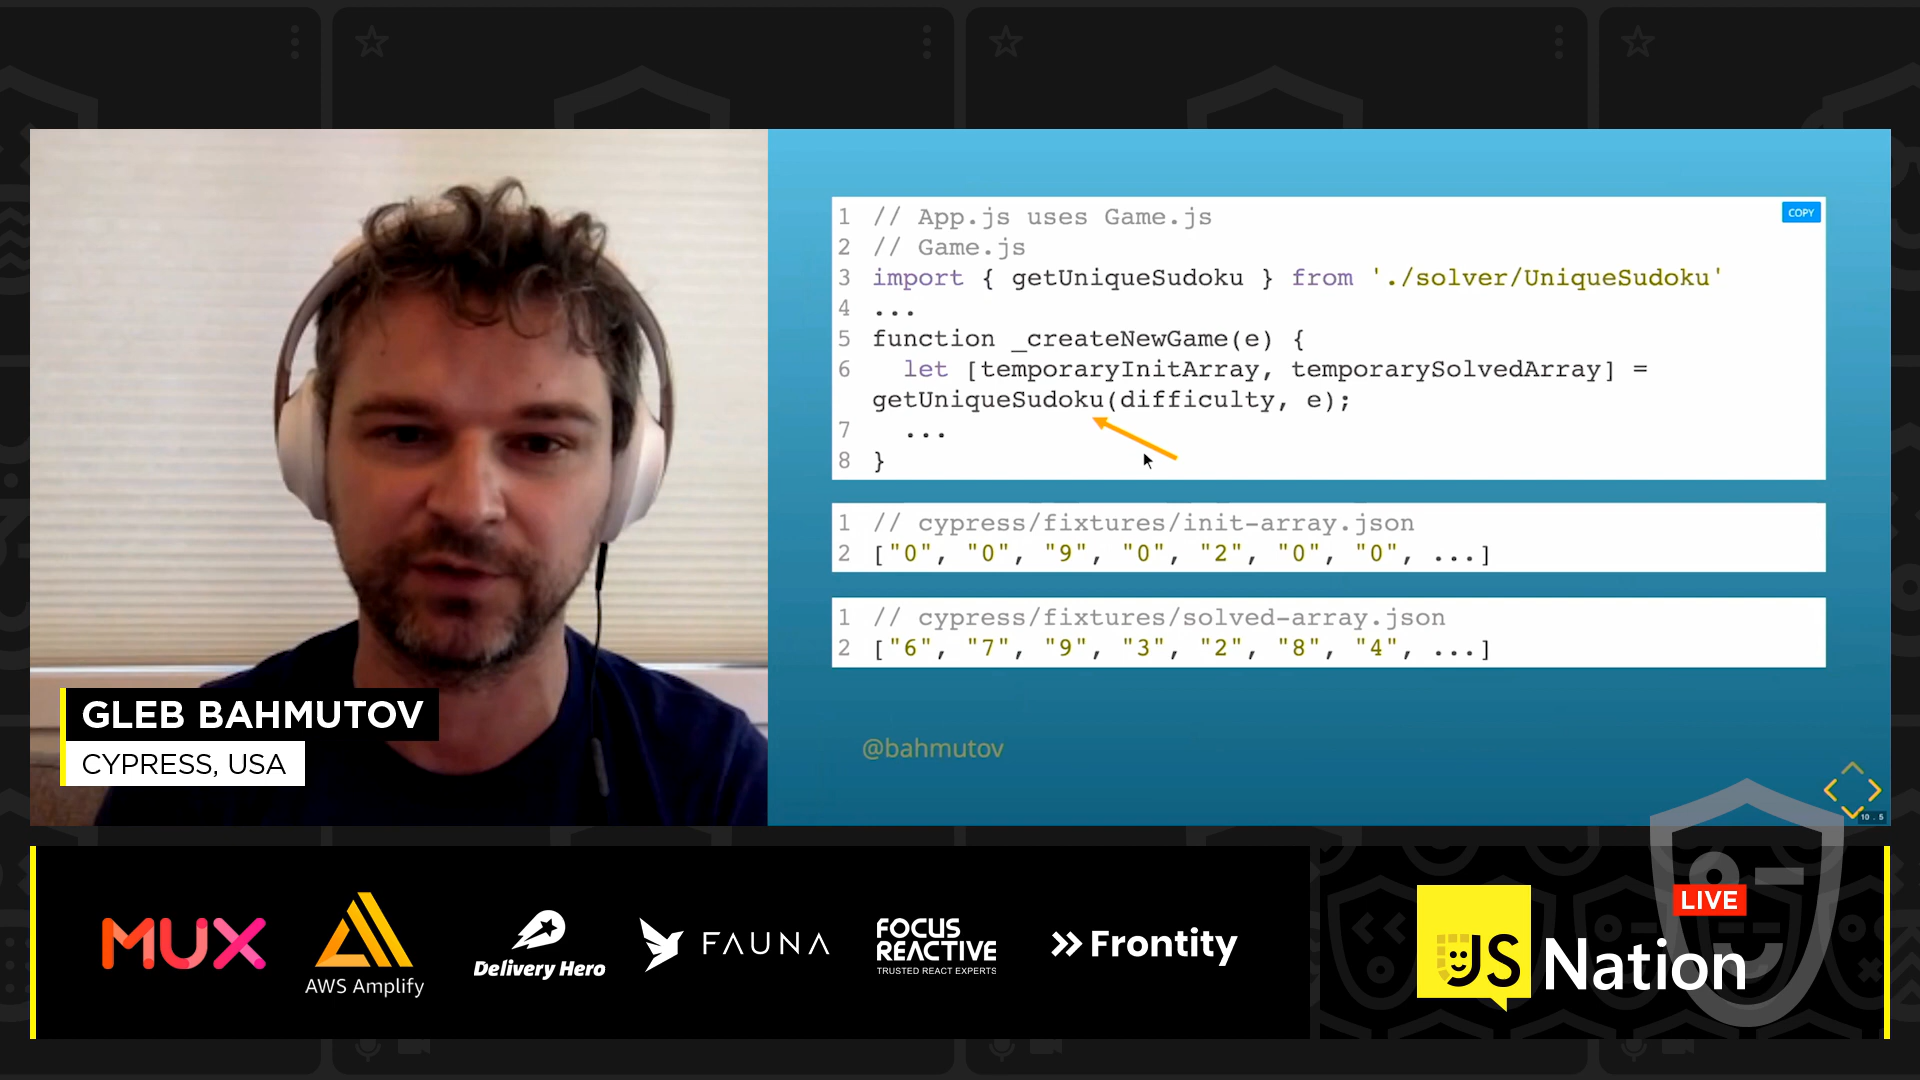 1 // App.js uses Game.js
COPY
2 // Game.js
3 import { getUniqueSudoku } from './solver/UniqueSudoku'
4 ...
5 function _createNewGame(e) {
6 let [temporaryInitArray, temporarySolvedArray] =
getUniqueSudoku(difficulty, e);
7 ...
8 }
1 // cypress/fixtures/init-array.json
2 ["0", "0", "9", "0", "2", "0", "0", ...]
1 // cypress/fixtures/solved-array.json
2 ["6", "7", "9", "3", "2", "8", "4", ...]
@bahmutov
10.5
GLEB BAHMUTOV
CYPRESS, USA
MUX
AWS Amplify
Delivery Hero
FAUNA
FOCUS
REACTIVE
TRUSTED REACT EXPERTS
Frontity
JS Nation
LIVE